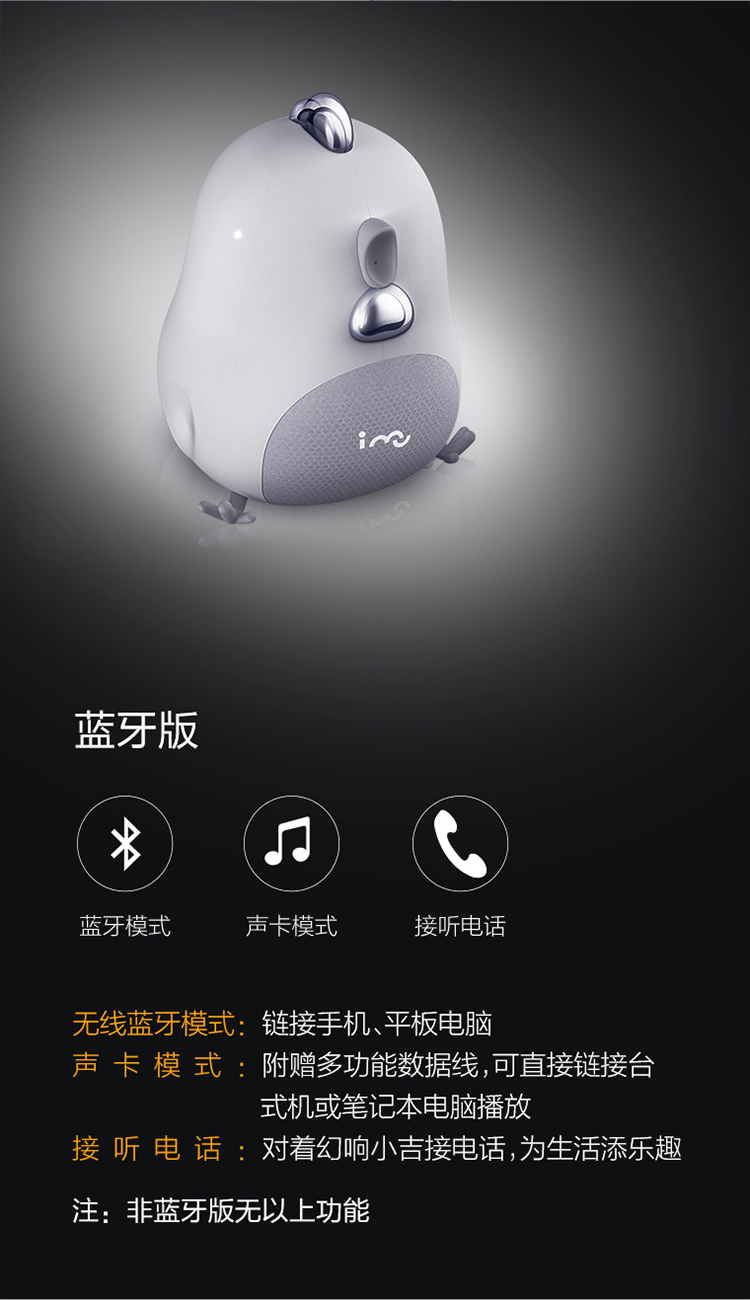 imu
蓝牙版
蓝牙模式 声卡模式 接听电话
无线蓝牙模式：链接手机、平板电脑
声卡模式：附赠多功能数据线,可直接链接台
式机或笔记本电脑播放
接听电话：对着幻响小吉接电话,为生活添乐趣
注：非蓝牙版无以上功能